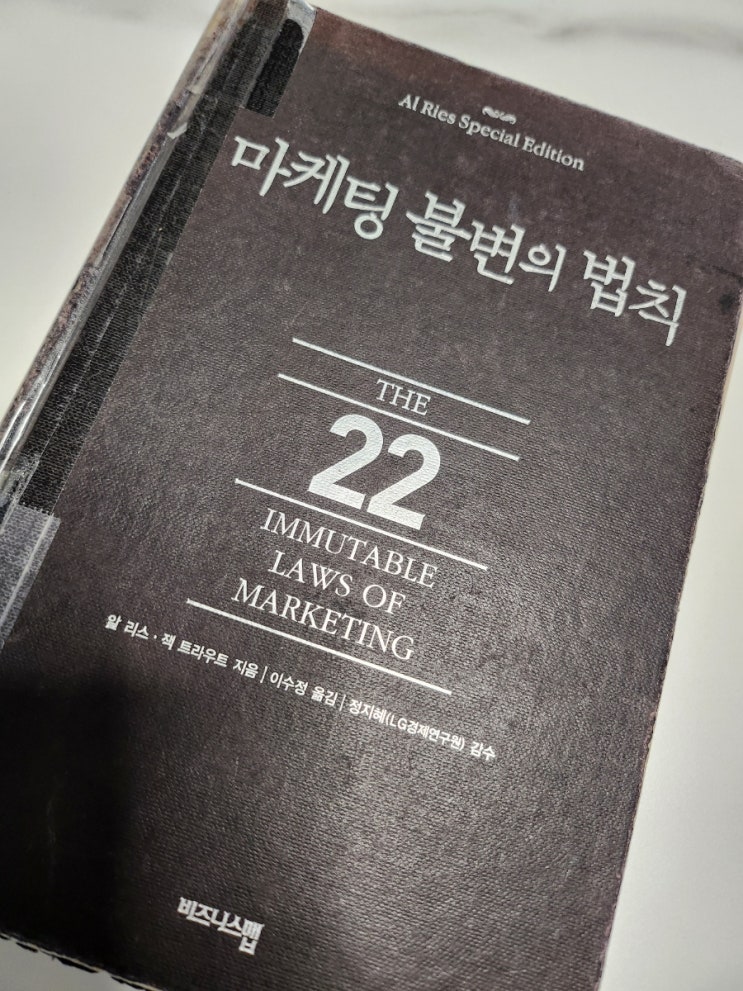 Al Ries Special Edition
마케팅 불변의 법칙
THE
22
IMMUTABLE
LAWS OF
MARKETING
알 리스 · 잭 트라우트 지음 | 이수정 옮김 | 정지혜(LG경제연구원) 감수
비즈니스맵